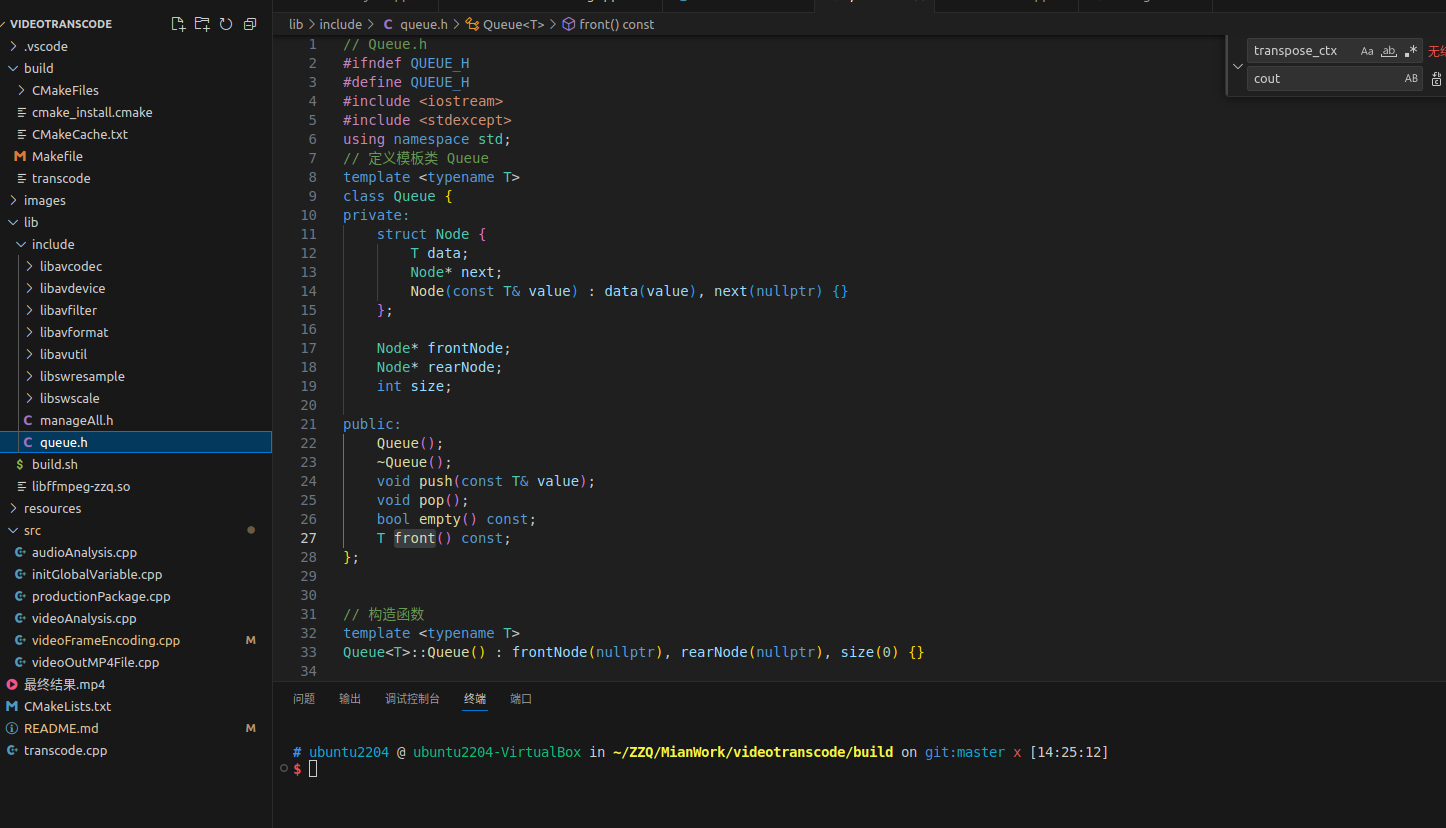 VIDEOTRANSCODE
.vscode
build
CMakeFiles
cmake_install.cmake
CMakeCache.txt
M Makefile
transcode
images
lib
include
libavcodec
libavdevice
libavfilter
libavformat
libavutil
libswresample
libswscale
C manageAll.h
C queue.h
$ build.sh
libffmpeg-zzq.so
resources
src
audioAnalysis.cpp
initGlobalVariable.cpp
productionPackage.cpp
videoAnalysis.cpp
videoFrameEncoding.cpp M
videoOutMP4File.cpp
最终结果.mp4
M CMakeLists.txt
README.md M
transcode.cpp
lib > include > C queue.h > Queue<T> > front() const
1 // Queue.h
2 #ifndef QUEUE_H
3 #define QUEUE_H
4 #include <iostream>
5 #include <stdexcept>
6 using namespace std;
7 // 定义模板类 Queue
8 template <typename T>
9 class Queue {
10 private:
11 struct Node {
12 T data;
13 Node* next;
14 Node(const T& value) : data(value), next(nullptr) {}
15 };
16
17 Node* frontNode;
18 Node* rearNode;
19 int size;
20
21 public:
22 Queue();
23 ~Queue();
24 void push(const T& value);
25 void pop();
26 bool empty() const;
27 T front() const;
28 };
29
30
31 // 构造函数
32 template <typename T>
33 Queue<T>::Queue() : frontNode(nullptr), rearNode(nullptr), size(0) {}
34
transpose_ctx Aa ab .*
cout AB
问题 输出 调试控制台 终端 端口
# ubuntu2204 @ ubuntu2204-VirtualBox in ~/ZZQ/MianWork/videotranscode/build on git:master x [14:25:12]
$